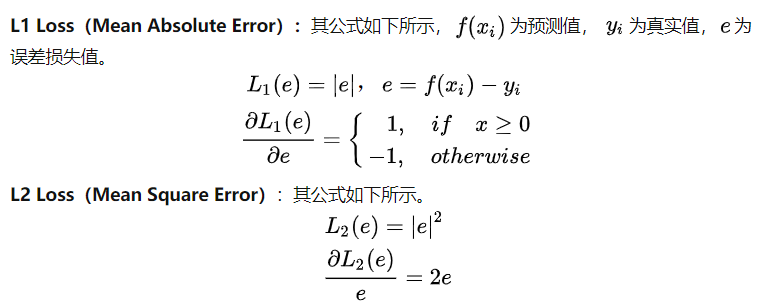 L1 Loss（Mean Absolute Error）：其公式如下所示， $f(x_i)$ 为预测值， $y_i$ 为真实值，$e$ 为
误差损失值。
$L_1(e) = |e|，e = f(x_i) - y_i$
$\frac{\partial L_1(e)}{\partial e} = \begin{cases} 1, & if \quad x \geq 0 \\ -1, & otherwise \end{cases}$
L2 Loss（Mean Square Error）：其公式如下所示。
$L_2(e) = |e|^2$
$\frac{\partial L_2(e)}{e} = 2e$